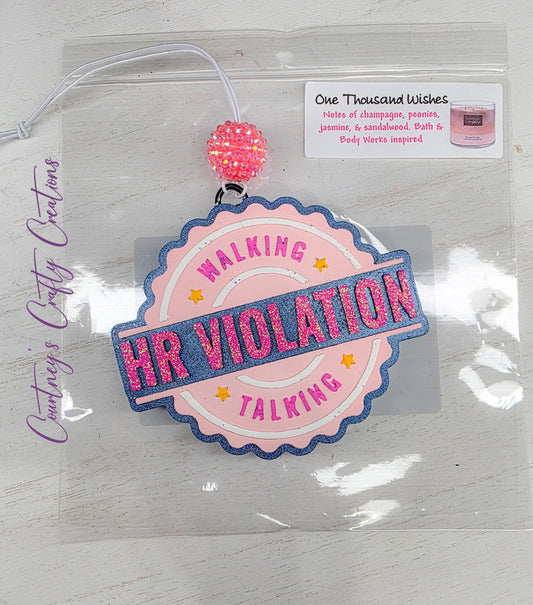 One Thousand Wishes
Notes of champagne, peonies,
jasmine, & sandalwood. Bath &
Body Works inspired
WALKING
HR VIOLATION
TALKING
Courtney's Crafty Creations